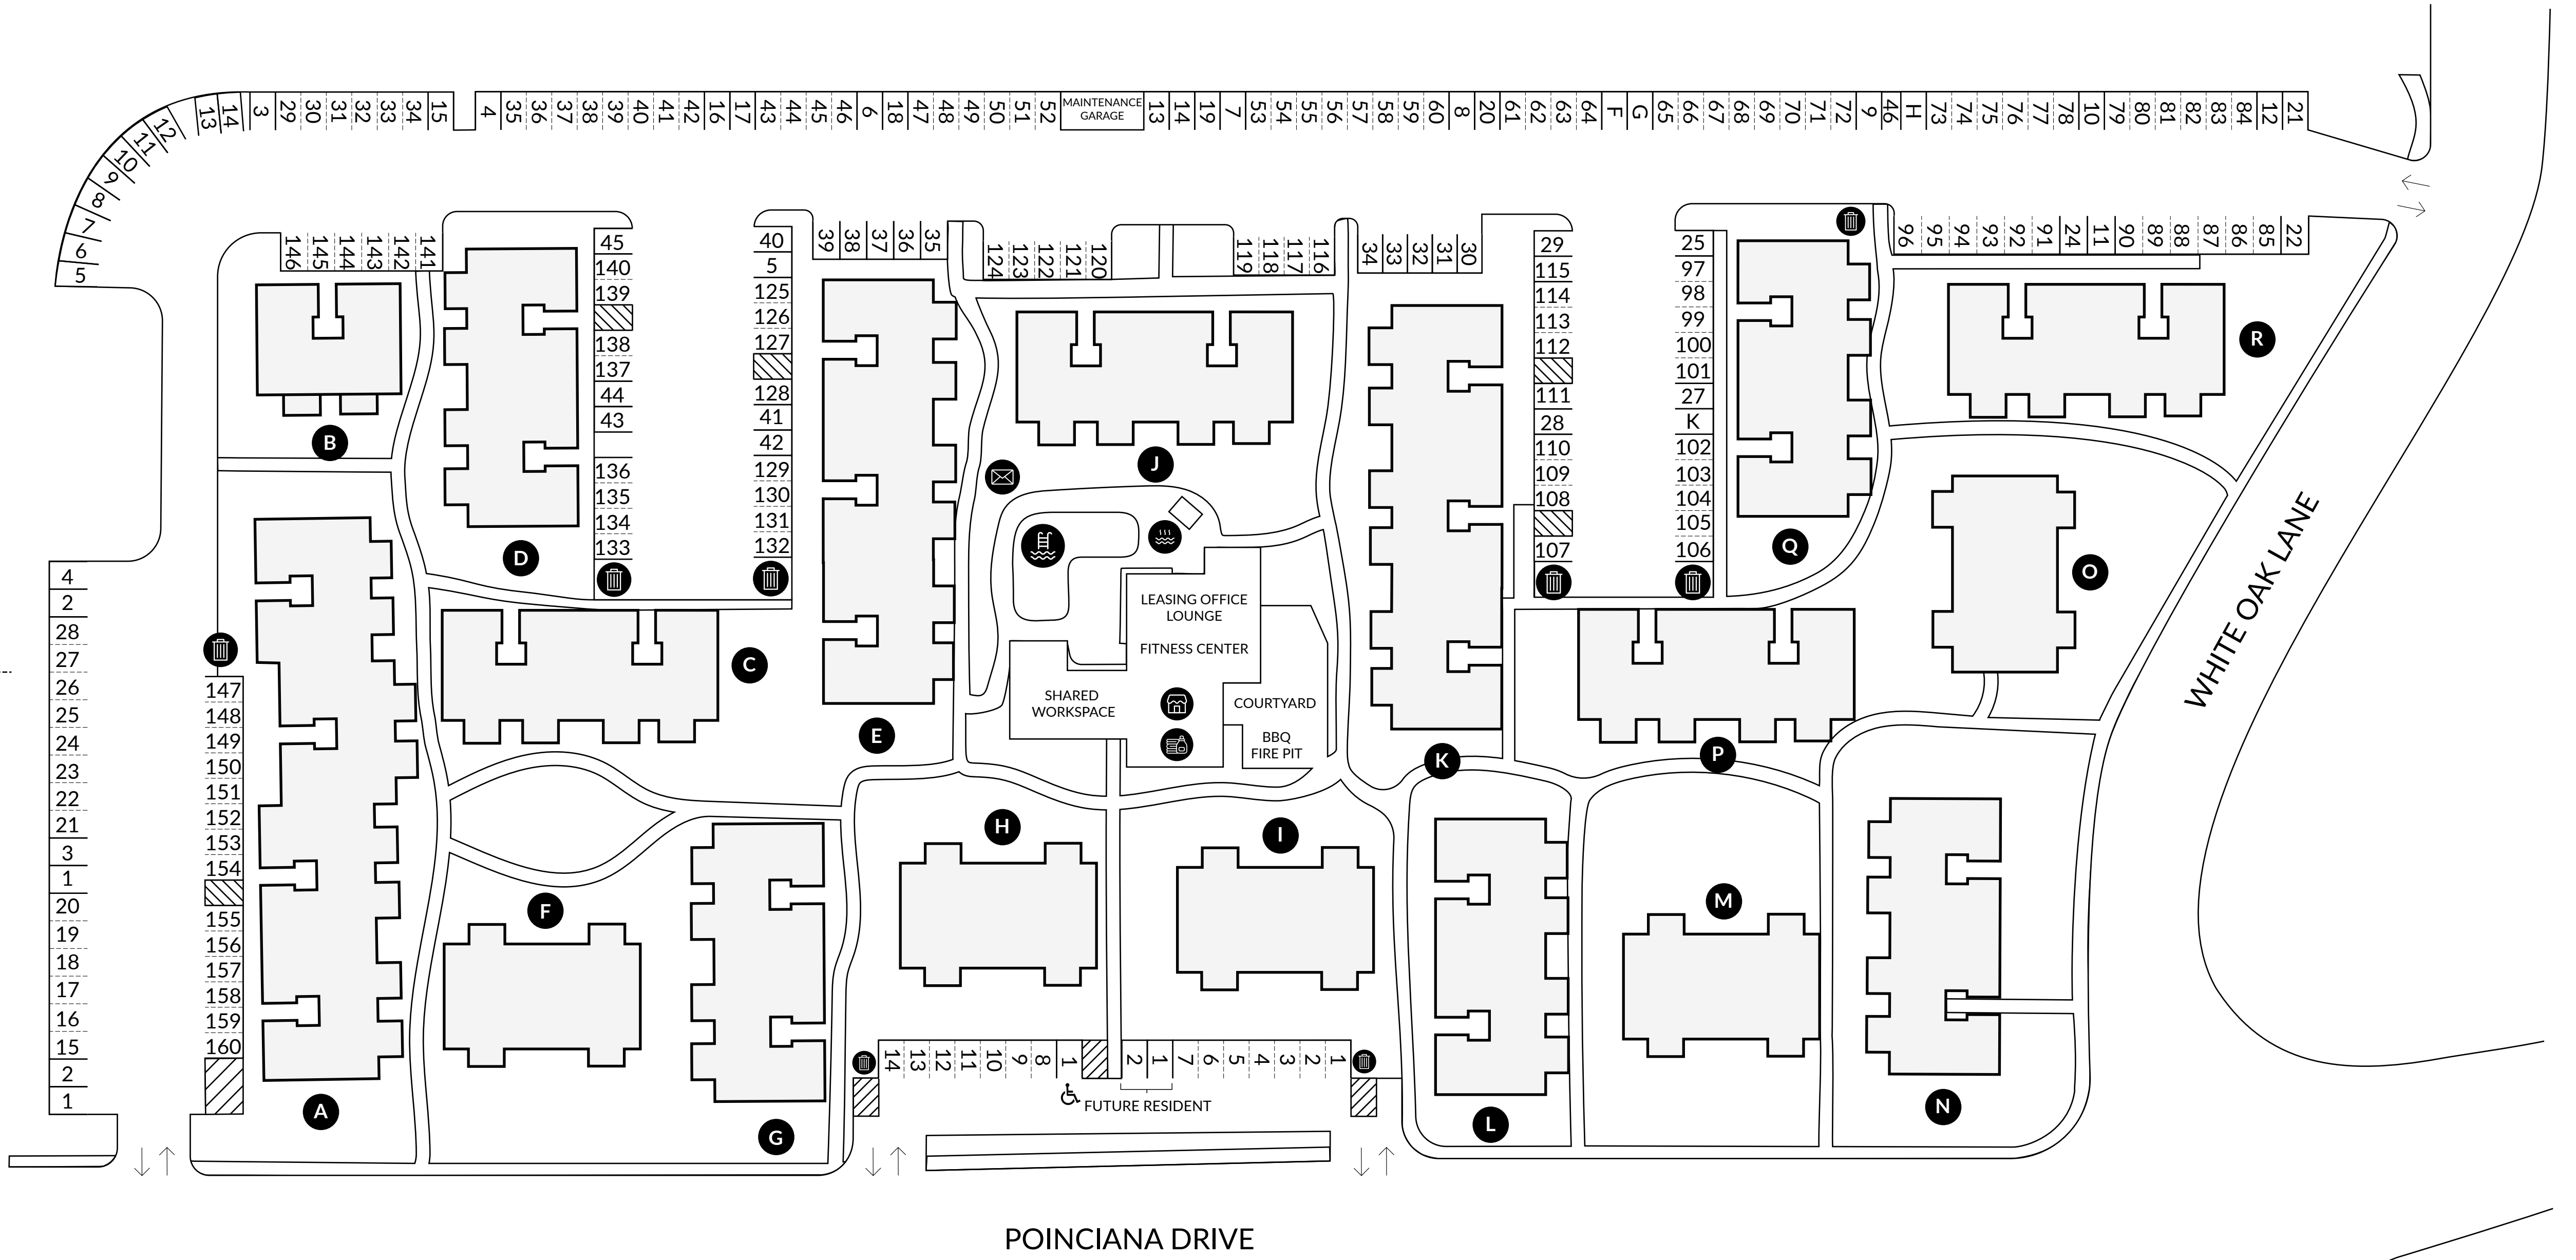 13 14 3 29 30 31 32 33 34 15 4 35 36 37 38 39 40 41 42 16 17 43 44 45 46 6 18 47 48 49 50 51 52 MAINTENANCE
GARAGE 13 14 19 7 53 54 55 56 57 58 59 60 8 20 61 62 63 64 F G 65 66 67 68 69 70 71 72 9 46 H 73 74 75 76 77 78 10 79 80 81 82 83 84 12 21
12
11
10
9
8
7
6
5
146 145 144 143 142 141
45
140
139
138
137
44
43
136
135
134
133
40
5
125
126
127
128
41
42
129
130
131
132
39 38 37 36 35
124 123 122 121 120
119 118 117 116
34 33 32 31 30
29
115
114
113
112
111
28
110
109
108
107
25
97
98
99
100
101
27
K
102
103
104
105
106
96 95 94 93 92 91 24 11 90 89 88 87 86 85 22
B
D
J
R
Q
O
C
E
K
P
LEASING OFFICE
LOUNGE
FITNESS CENTER
SHARED
WORKSPACE
COURTYARD
BBQ
FIRE PIT
WHITE OAK LANE
4
2
28
27
26
25
24
23
22
21
3
1
20
19
18
17
16
15
2
1
147
148
149
150
151
152
153
154
155
156
157
158
159
160
H
I
F
M
A
G
L
N
14 13 12 11 10 9 8 1 2 1 7 6 5 4 3 2 1
FUTURE RESIDENT
POINCIANA DRIVE